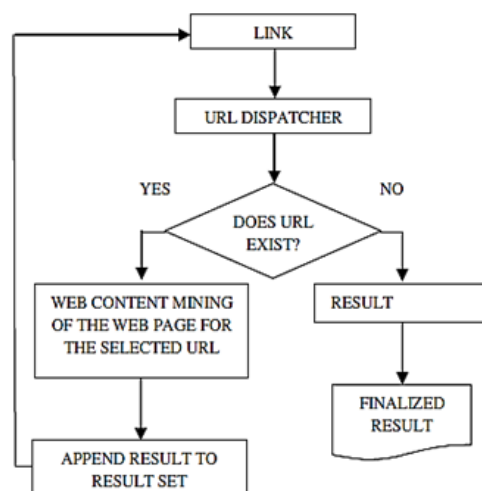 LINK
URL DISPATCHER
YES
NO
DOES URL
EXIST?
WEB CONTENT MINING
OF THE WEB PAGE FOR
THE SELECTED URL
RESULT
FINALIZED
RESULT
APPEND RESULT TO
RESULT SET